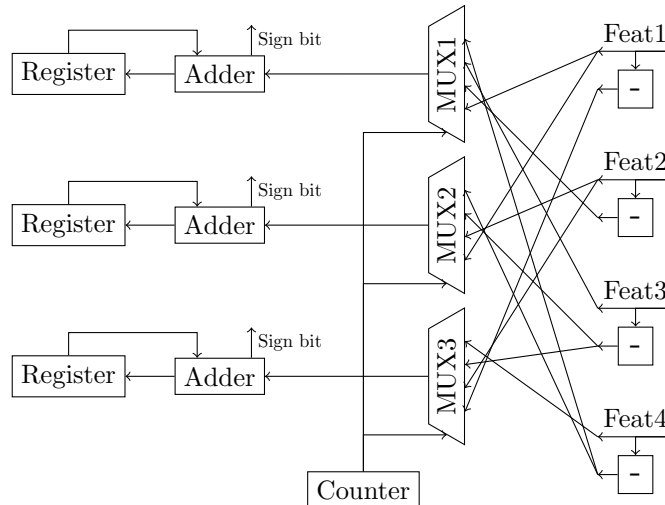 Feat1
Sign bit
Register
Adder
MUX1
-
Feat2
Sign bit
Register
Adder
MUX2
-
Feat3
Sign bit
Register
Adder
MUX3
-
Feat4
-
Counter